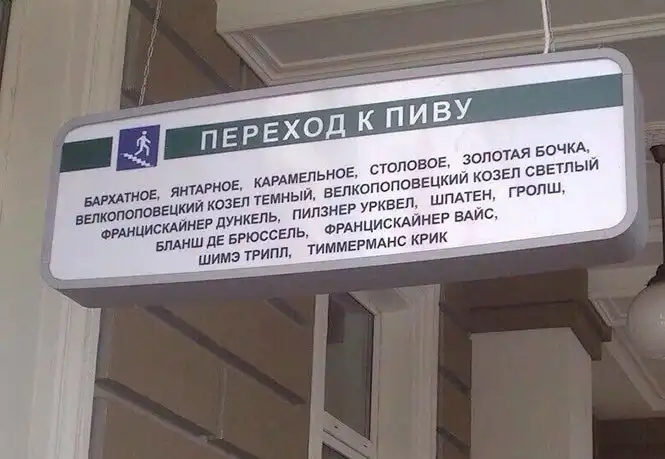 ПЕРЕХОД К ПИВУ
БАРХАТНОЕ, ЯНТАРНОЕ, КАРАМЕЛЬНОЕ, СТОЛОВОЕ, ЗОЛОТАЯ БОЧКА,
ВЕЛКОПОПОВЕЦКИЙ КОЗЕЛ ТЕМНЫЙ, ВЕЛКОПОПОВЕЦКИЙ КОЗЕЛ СВЕТЛЫЙ
ФРАНЦИСКАЙНЕР ДУНКЕЛЬ, ПИЛЗНЕР УРКВЕЛ, ШПАТЕН, ГРОЛШ,
БЛАНШ ДЕ БРЮССЕЛЬ, ФРАНЦИСКАЙНЕР ВАЙС,
ШИМЭ ТРИПЛ, ТИММЕРМАНС КРИК